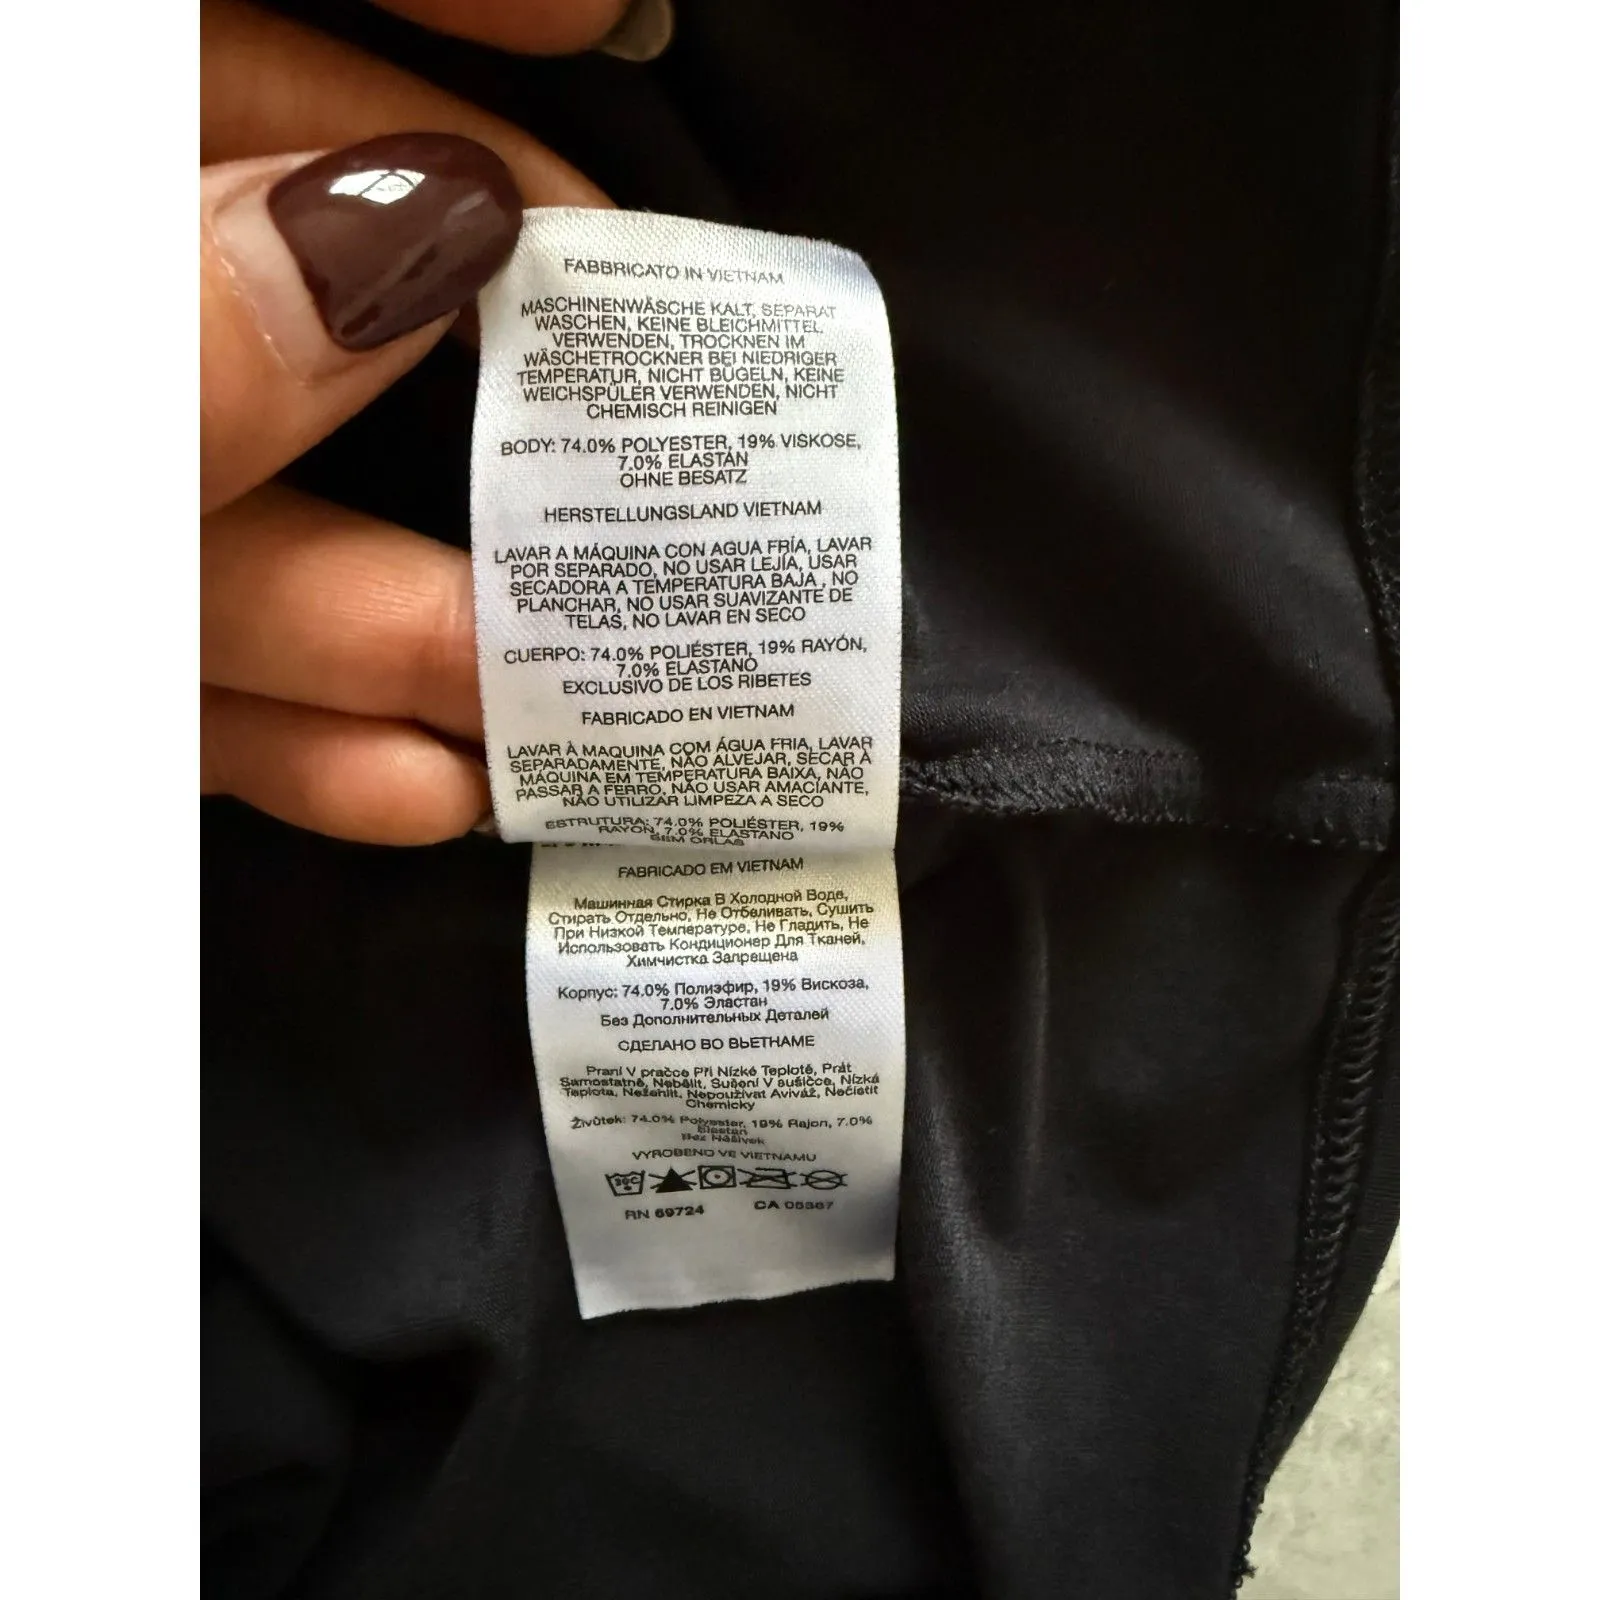 FABBRICATO IN VIETNAM
MASCHINENWÄSCHE KALT, SEPARAT
WASCHEN, KEINE BLEICHMITTEL
VERWENDEN, TROCKNEN IM
WÄSCHETROCKNER BEI NIEDRIGER
TEMPERATUR, NICHT BÜGELN, KEINE
WEICHSPÜLER VERWENDEN, NICHT
CHEMISCH REINIGEN
BODY: 74.0% POLYESTER, 19% VISKOSE,
7.0% ELASTAN
OHNE BESATZ
HERSTELLUNGSLAND VIETNAM
LAVAR A MÁQUINA CON AGUA FRÍA, LAVAR
POR SEPARADO, NO USAR LEJÍA, USAR
SECADORA A TEMPERATURA BAJA , NO
PLANCHAR, NO USAR SUAVIZANTE DE
TELAS, NO LAVAR EN SECO
CUERPO: 74.0% POLIÉSTER, 19% RAYÓN,
7.0% ELASTANO
EXCLUSIVO DE LOS RIBETES
FABRICADO EN VIETNAM
LAVAR À MAQUINA COM ÁGUA FRIA, LAVAR
SEPARADAMENTE, NÃO ALVEJAR, SECAR À
MÁQUINA EM TEMPERATURA BAIXA, NÃO
PASSAR A FERRO, NÃO USAR AMACIANTE,
NÃO UTILIZAR LIMPEZA A SECO
ESTRUTURA: 74.0% POLIÉSTER, 19%
RAYON, 7.0% ELASTANO
SEM ORLAS
FABRICADO EM VIETNAM
Машинная Стирка В Холодной Воде,
Стирать Отдельно, Не Отбеливать, Сушить
При Низкой Температуре, Не Гладить, Не
Использовать Кондиционер Для Тканей,
Химчистка Запрещена
Корпус: 74.0% Полиэфир, 19% Вискоза,
7.0% Эластан
Без Дополнительных Деталей
СДЕЛАНО ВО ВЬЕТНАМЕ
Praní V pračce Při Nízké Teplotě, Prát
Samostatně, Nebělit, Sušení V sušičce, Nízká
Teplota, Nežehlit, Nepoužívat Aviváž, Nečistit
Chemicky
Živůtek: 74.0% Polyester, 19% Rajon, 7.0%
Elastan
Bez Nášivek
VYROBENO VE VIETNAMU
30C
RN 69724 CA 05367